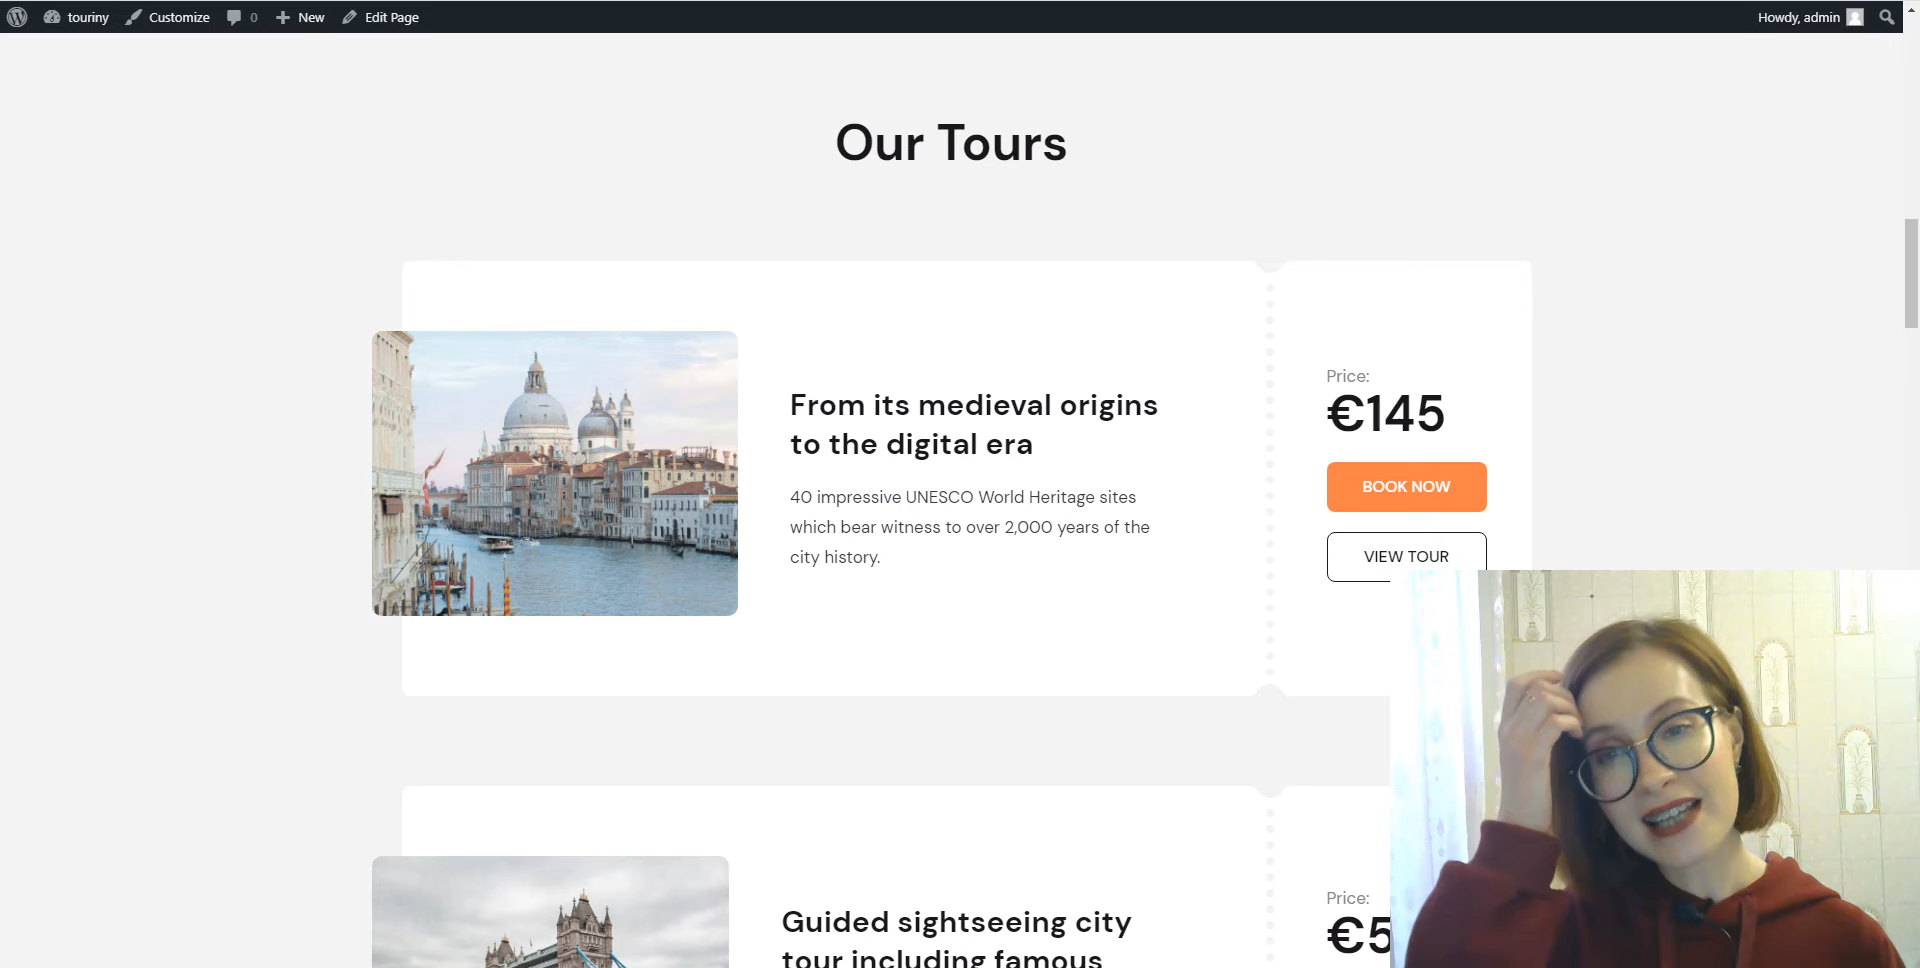 touriny Customize 0 New Edit Page Howdy, admin
Our Tours
From its medieval origins
to the digital era
40 impressive UNESCO World Heritage sites
which bear witness to over 2,000 years of the
city history.
Price:
€145
BOOK NOW
VIEW TOUR
Guided sightseeing city
tour including famous
Price:
€5